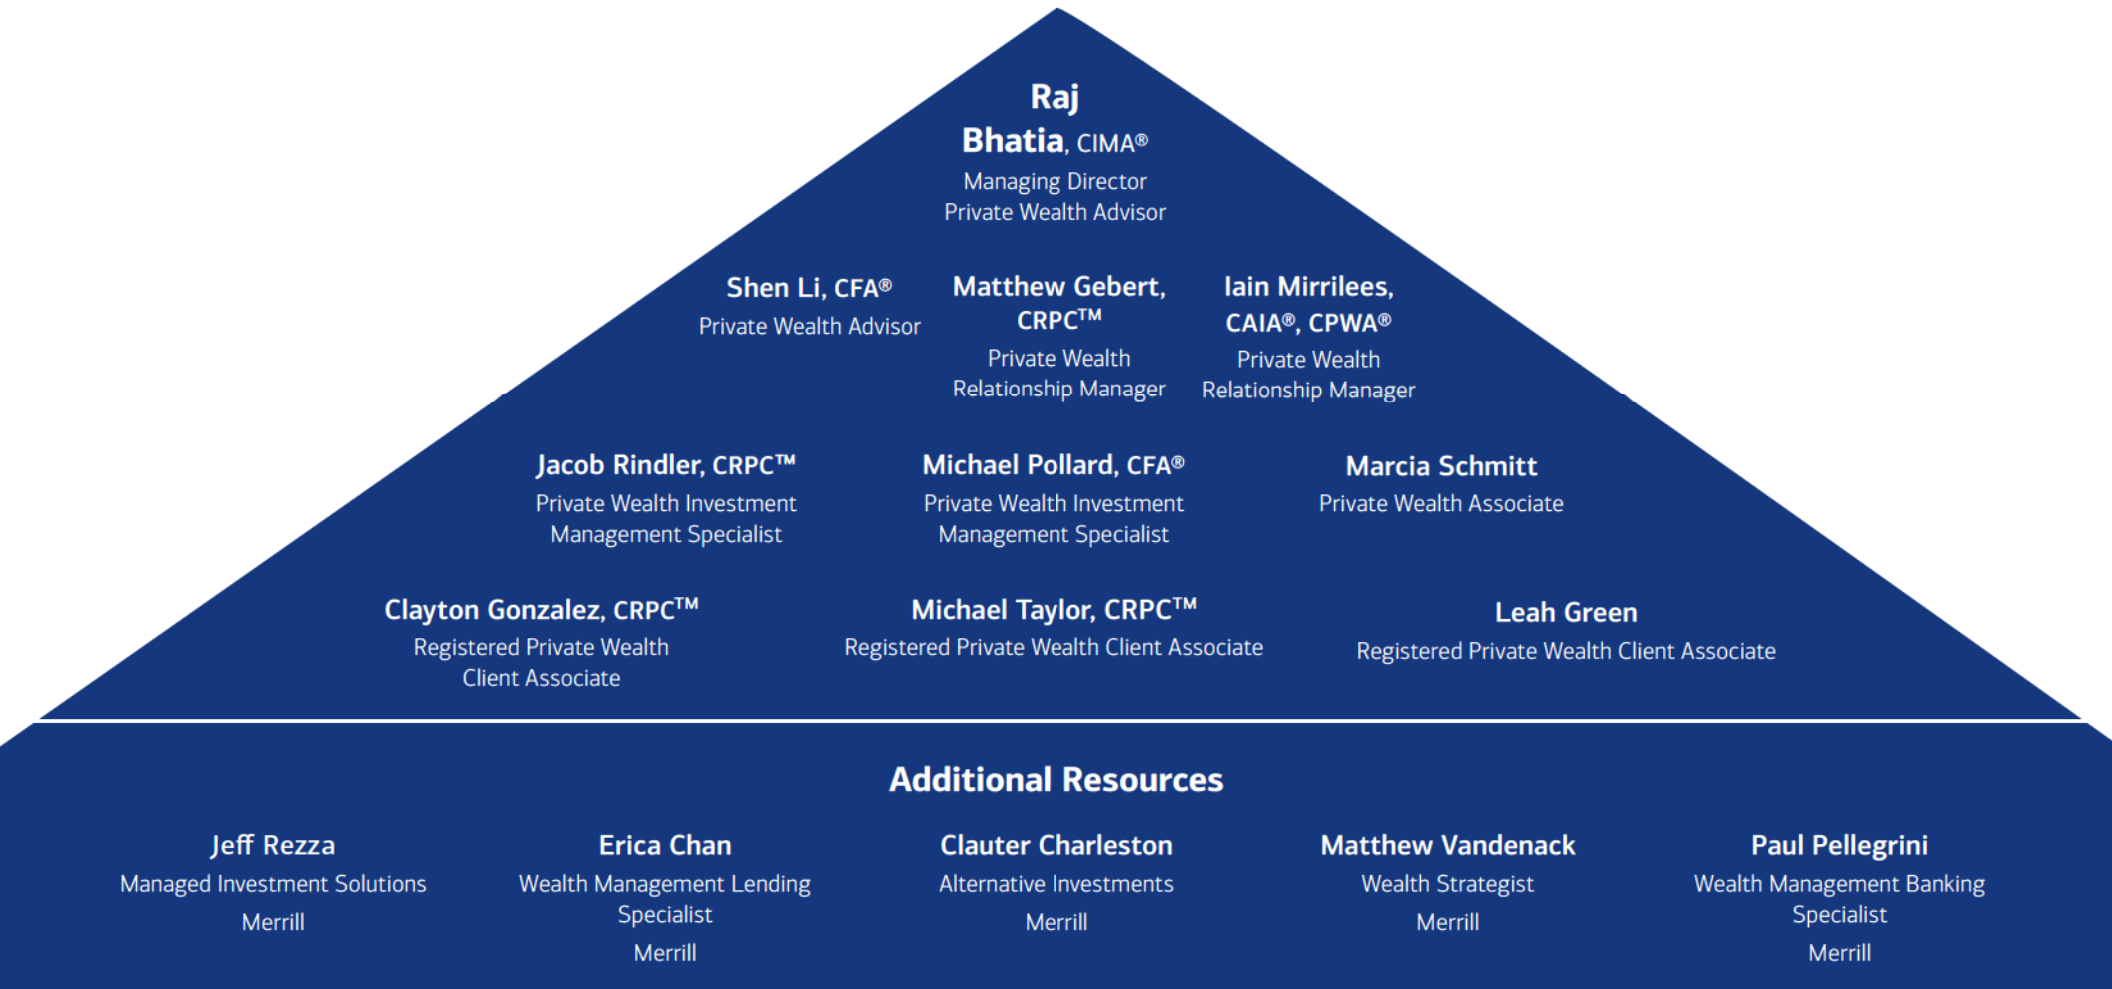 Raj
Bhatia, CIMA®
Managing Director
Private Wealth Advisor
Shen Li, CFA®
Private Wealth Advisor
Matthew Gebert,
CRPC™
Private Wealth
Relationship Manager
Iain Mirrilees,
CAIA®, CPWA®
Private Wealth
Relationship Manager
Jacob Rindler, CRPC™
Private Wealth Investment
Management Specialist
Michael Pollard, CFA®
Private Wealth Investment
Management Specialist
Marcia Schmitt
Private Wealth Associate
Clayton Gonzalez, CRPC™
Registered Private Wealth
Client Associate
Michael Taylor, CRPC™
Registered Private Wealth Client Associate
Leah Green
Registered Private Wealth Client Associate
Additional Resources
Jeff Rezza
Managed Investment Solutions
Merrill
Erica Chan
Wealth Management Lending
Specialist
Merrill
Clauter Charleston
Alternative Investments
Merrill
Matthew Vandenack
Wealth Strategist
Merrill
Paul Pellegrini
Wealth Management Banking
Specialist
Merrill